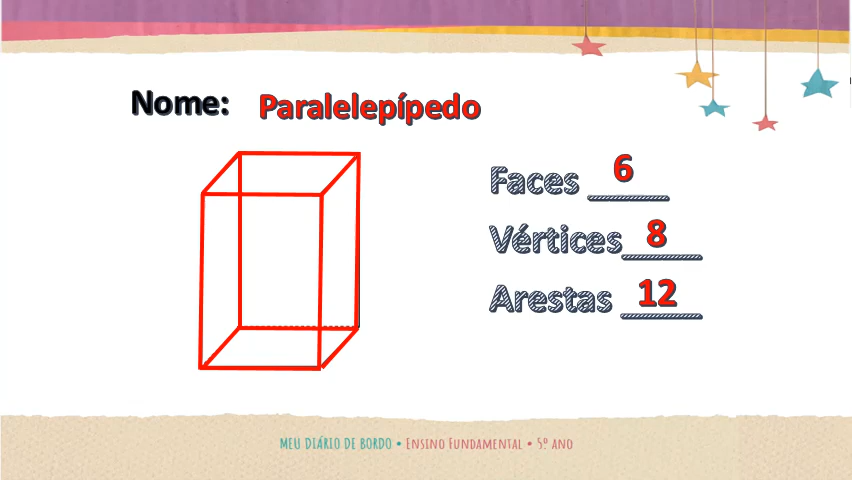 Nome: Paralelepípedo
Faces 6
Vértices 8
Arestas 12
MEU DIÁRIO DE BORDO • Ensino Fundamental • 5º ano